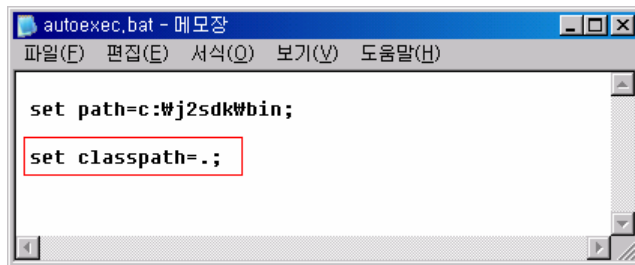 autoexec.bat - 메모장
파일(F) 편집(E) 서식(O) 보기(V) 도움말(H)
set path=c:₩j2sdk₩bin;
set classpath=.;